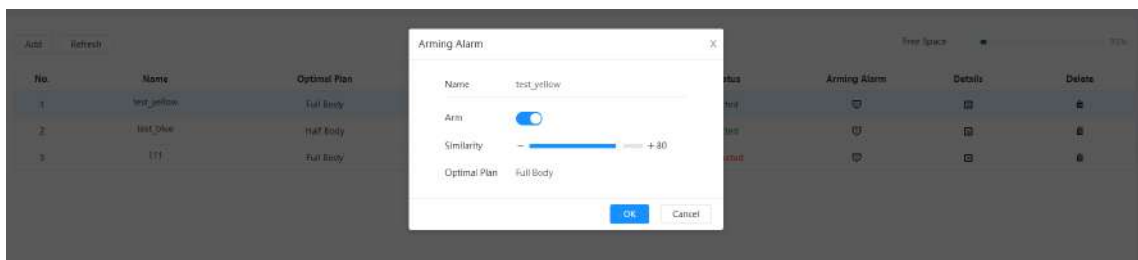 Add Refresh Free Space
Arming Alarm X
No. Name Optimal Plan Arming Alarm Details Delete
Name test_yellow
1 test_yellow Full Body
Arm
2 test_blue Half Body
Similarity - + 80
3 Full Body
Optimal Plan Full Body
OK Cancel